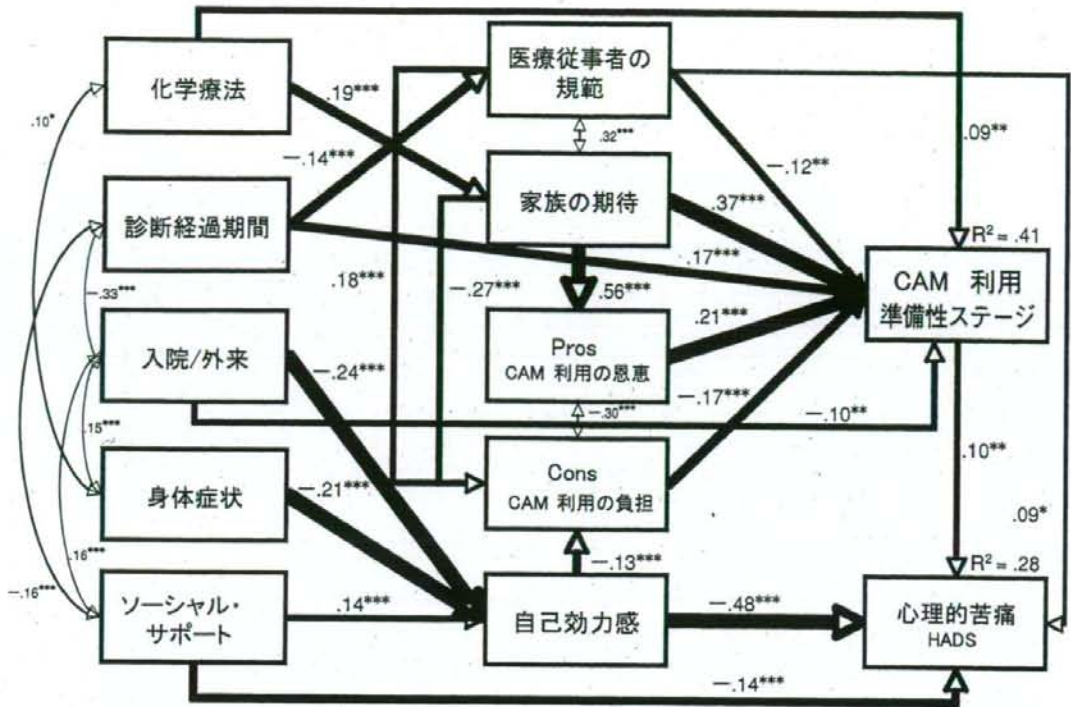 化学療法
診断経過期間
入院/外来
身体症状
ソーシャル・
サポート
.10*
−.33***
.15***
.16***
−.16***
.19***
−.14***
.18***
−.27***
−.24***
−.21***
.14***
医療従事者の
規範
.32***
家族の期待
.56***
Pros
CAM 利用の恩恵
−.30***
Cons
CAM 利用の負担
−.13***
自己効力感
.09**
−.12**
.37***
.17***
.21***
−.17***
−.10**
R² = .41
CAM 利用
準備性ステージ
.10**
.09*
R² = .28
−.48***
心理的苦痛
HADS
−.14***